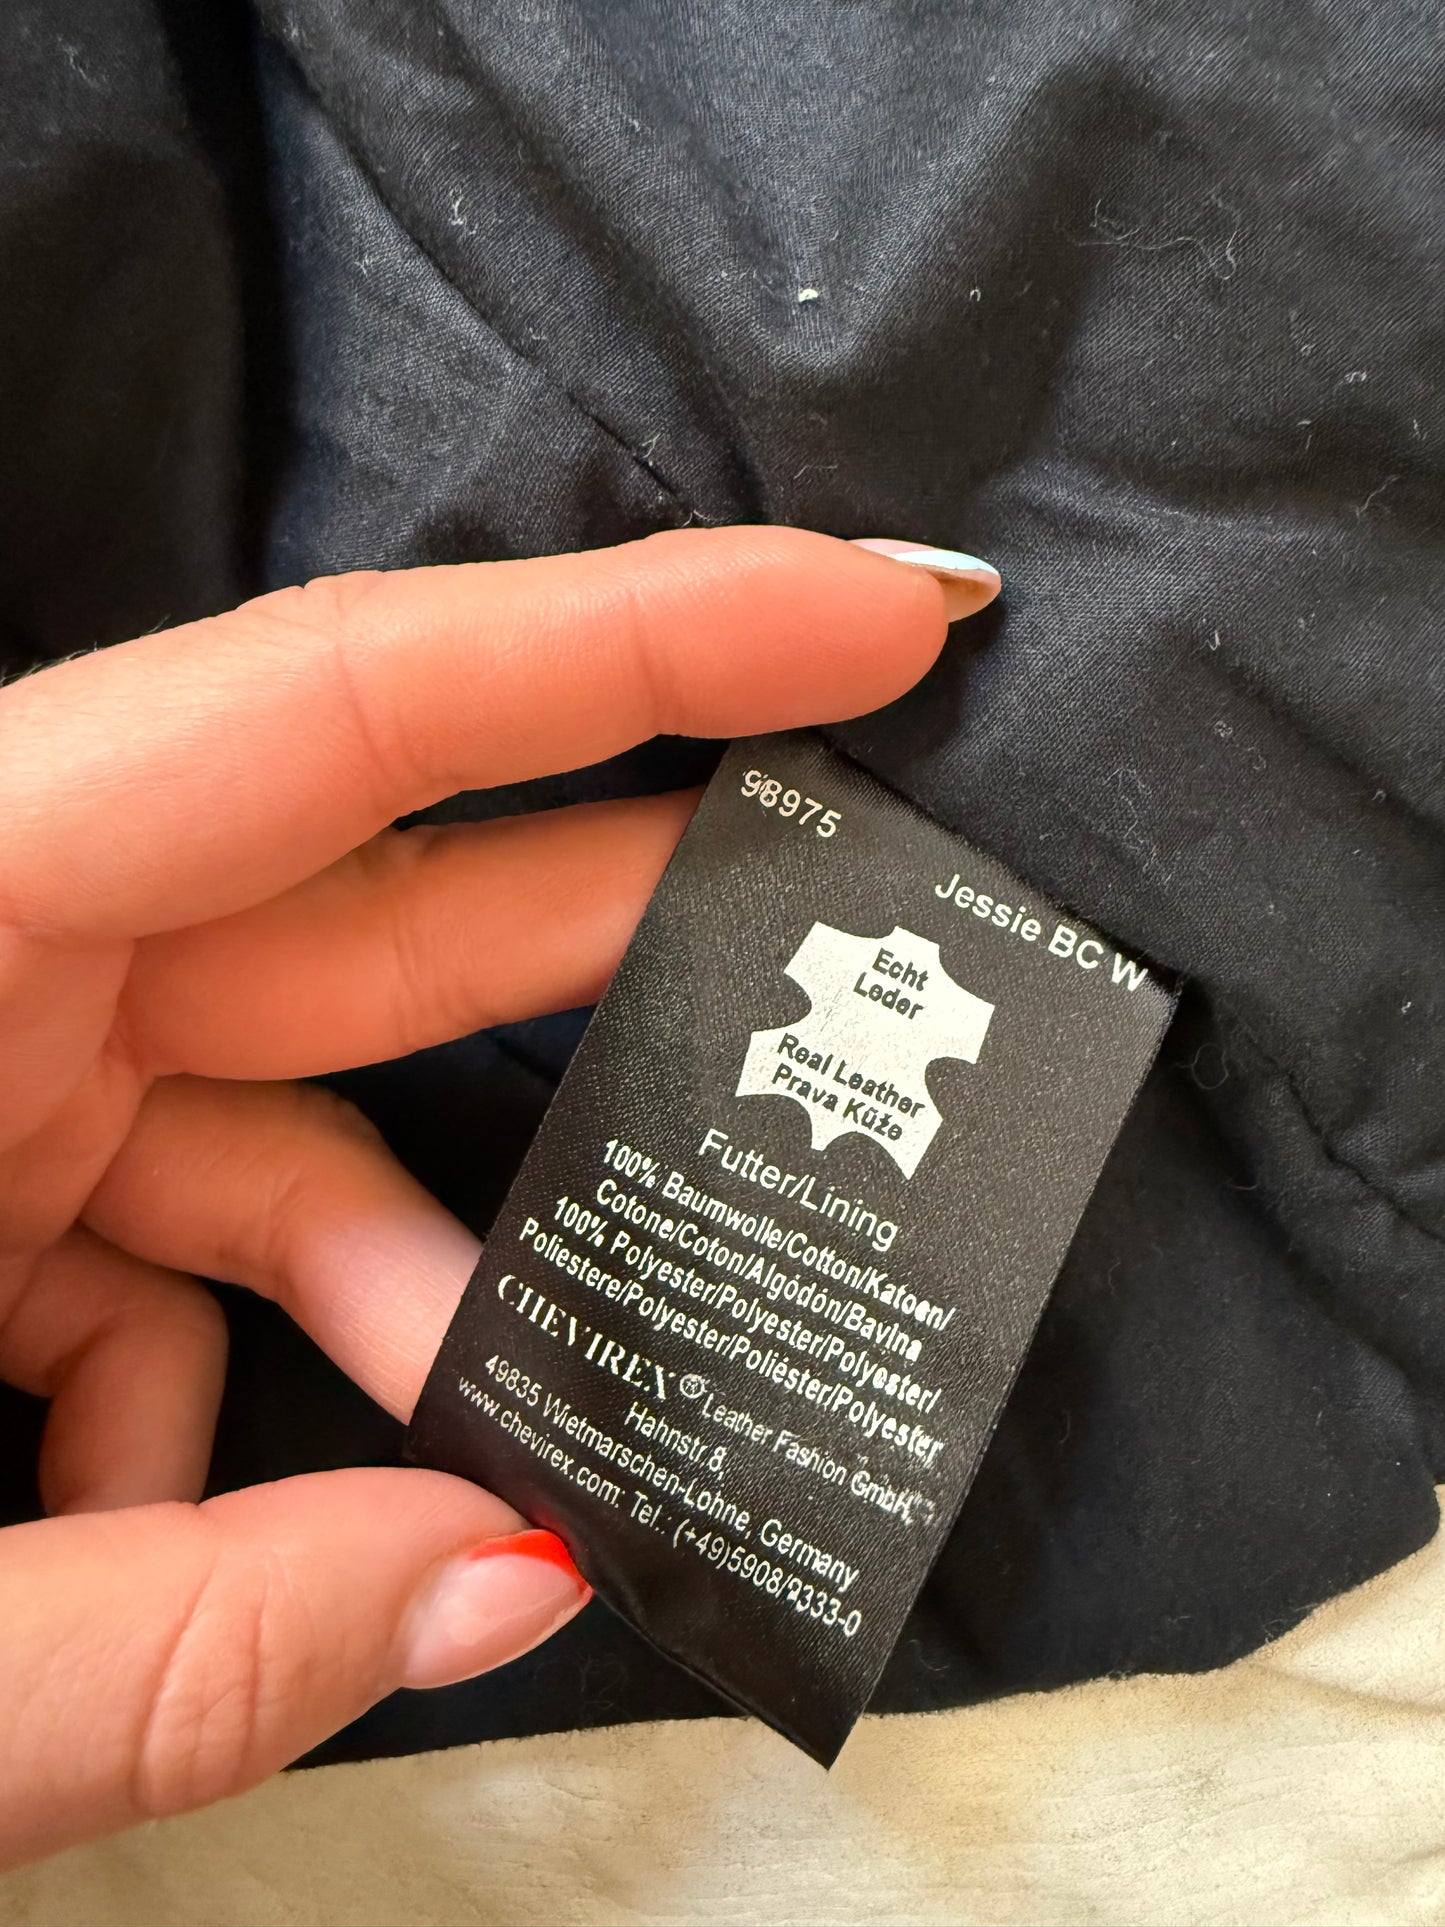 98975
Jessie BC W
Echt
Leder
Real Leather
Prava Kůže
Futter/Lining
100% Baumwolle/Cotton/Katoen/
Cotone/Coton/Algódón/Bavlna
100% Polyester/Polyester/Polyester/
Poliestere/Polyester/Poliéster/Polyester
CHEVIREX® Leather Fashion GmbH,
Hahnstr.8,
49835 Wietmarschen-Lohne, Germany
www.chevirex.com; Tel.: (+49)5908/9333-0